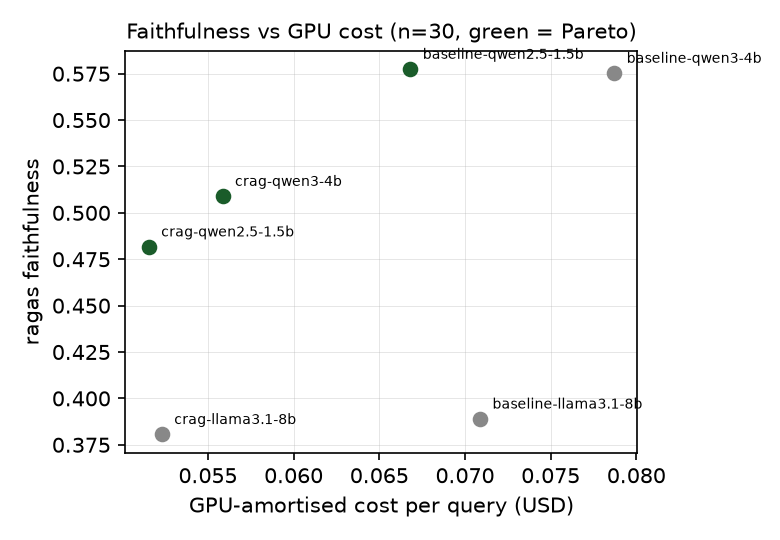 Faithfulness vs GPU cost (n=30, green = Pareto)
baseline-qwen2.5-1.5b
baseline-qwen3-4b
crag-qwen3-4b
crag-qwen2.5-1.5b
baseline-llama3.1-8b
crag-llama3.1-8b
ragas faithfulness
0.575
0.550
0.525
0.500
0.475
0.450
0.425
0.400
0.375
0.055 0.060 0.065 0.070 0.075 0.080
GPU-amortised cost per query (USD)